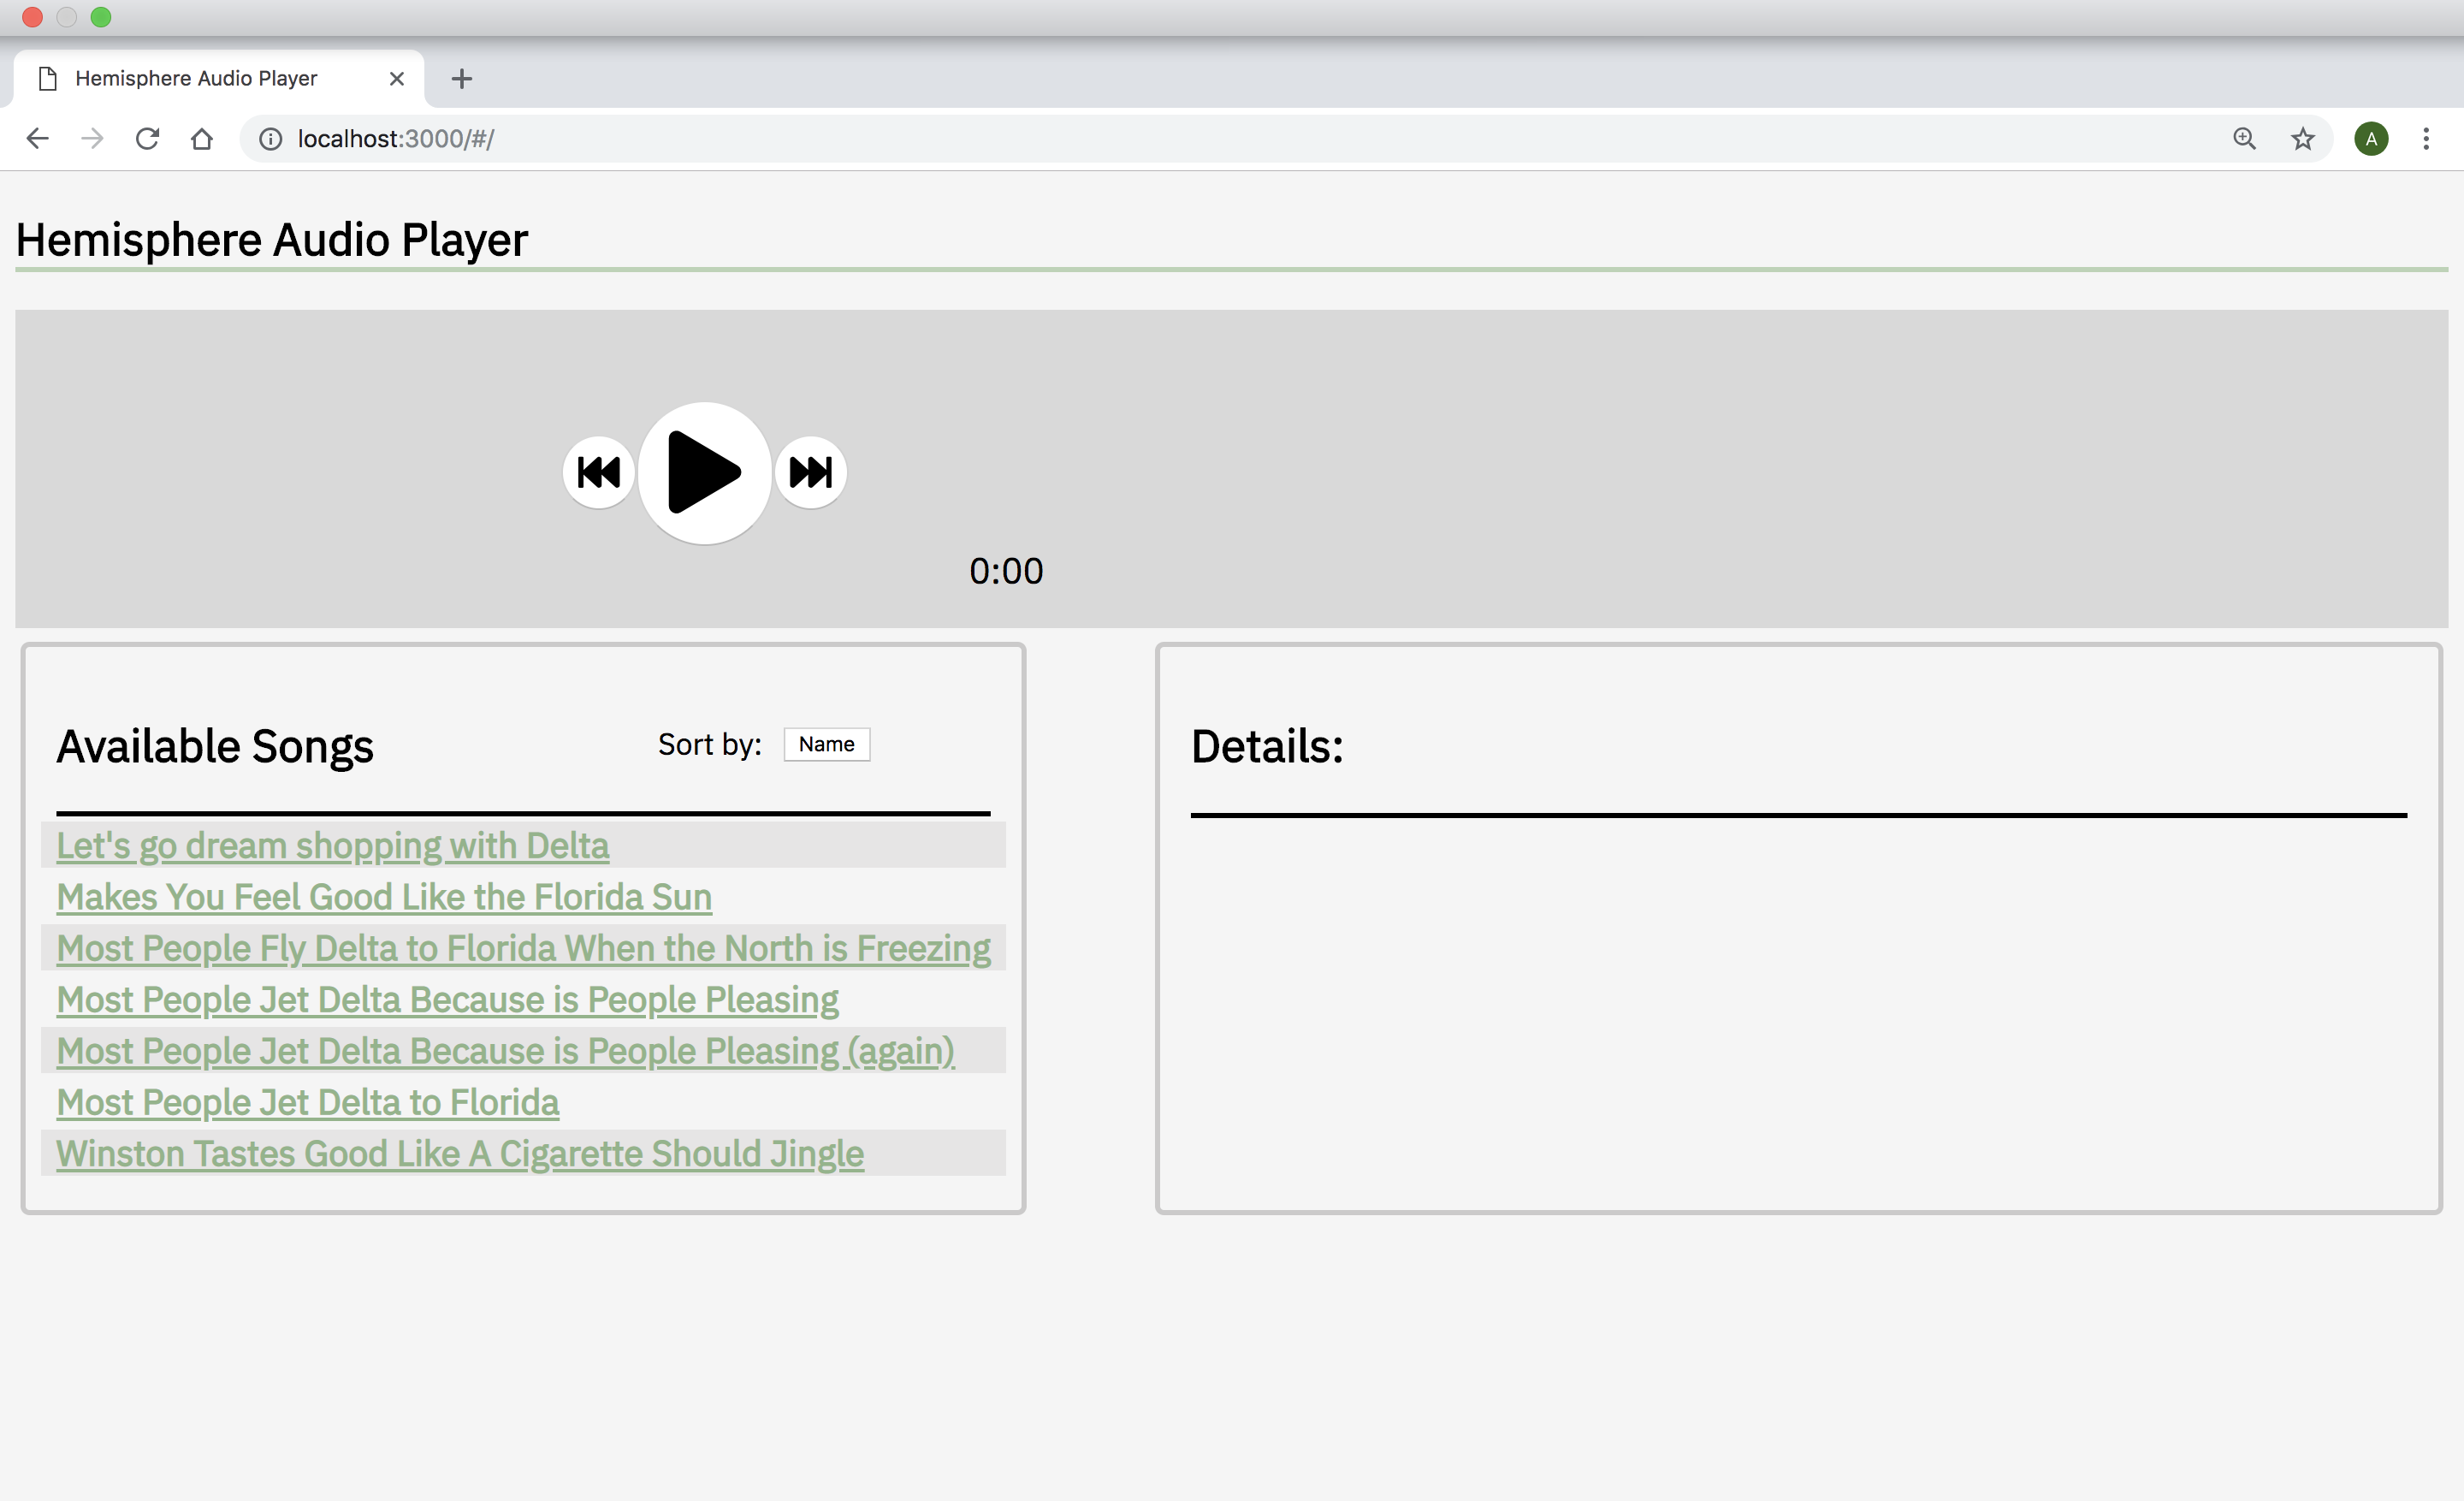 Hemisphere Audio Player
localhost:3000/#/
A
Hemisphere Audio Player
0:00
Available Songs
Sort by: Name
Let's go dream shopping with Delta
Makes You Feel Good Like the Florida Sun
Most People Fly Delta to Florida When the North is Freezing
Most People Jet Delta Because is People Pleasing
Most People Jet Delta Because is People Pleasing (again)
Most People Jet Delta to Florida
Winston Tastes Good Like A Cigarette Should Jingle
Details: